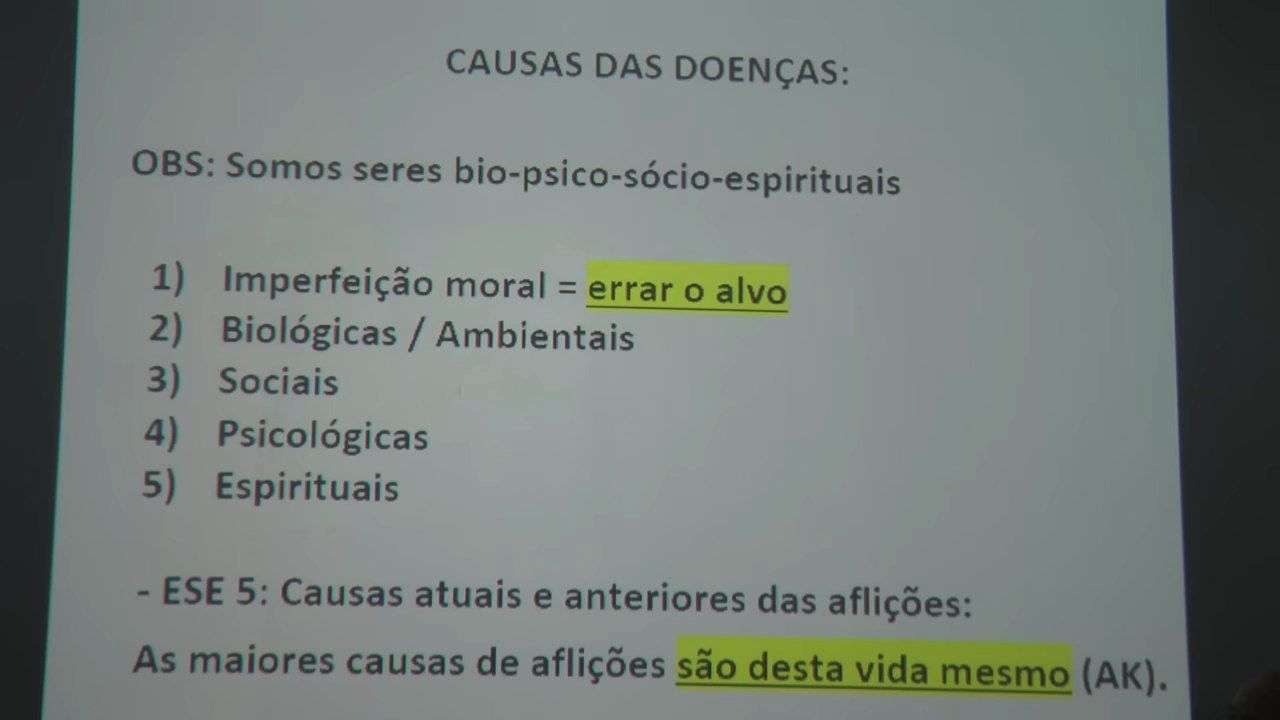 CAUSAS DAS DOENÇAS:
OBS: Somos seres bio-psico-sócio-espirituais
1) Imperfeição moral = errar o alvo
2) Biológicas / Ambientais
3) Sociais
4) Psicológicas
5) Espirituais
- ESE 5: Causas atuais e anteriores das aflições:
As maiores causas de aflições são desta vida mesmo (AK).